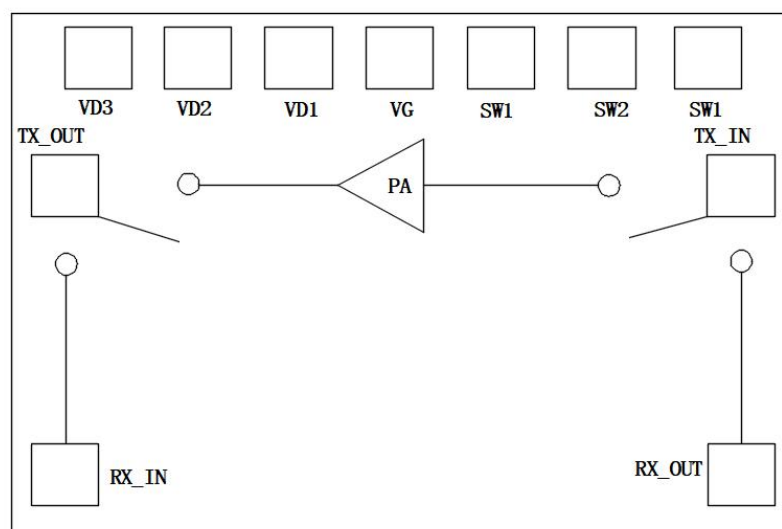 VD3 VD2 VD1 VG SW1 SW2 SW1
TX_OUT TX_IN
PA
RX_IN RX_OUT